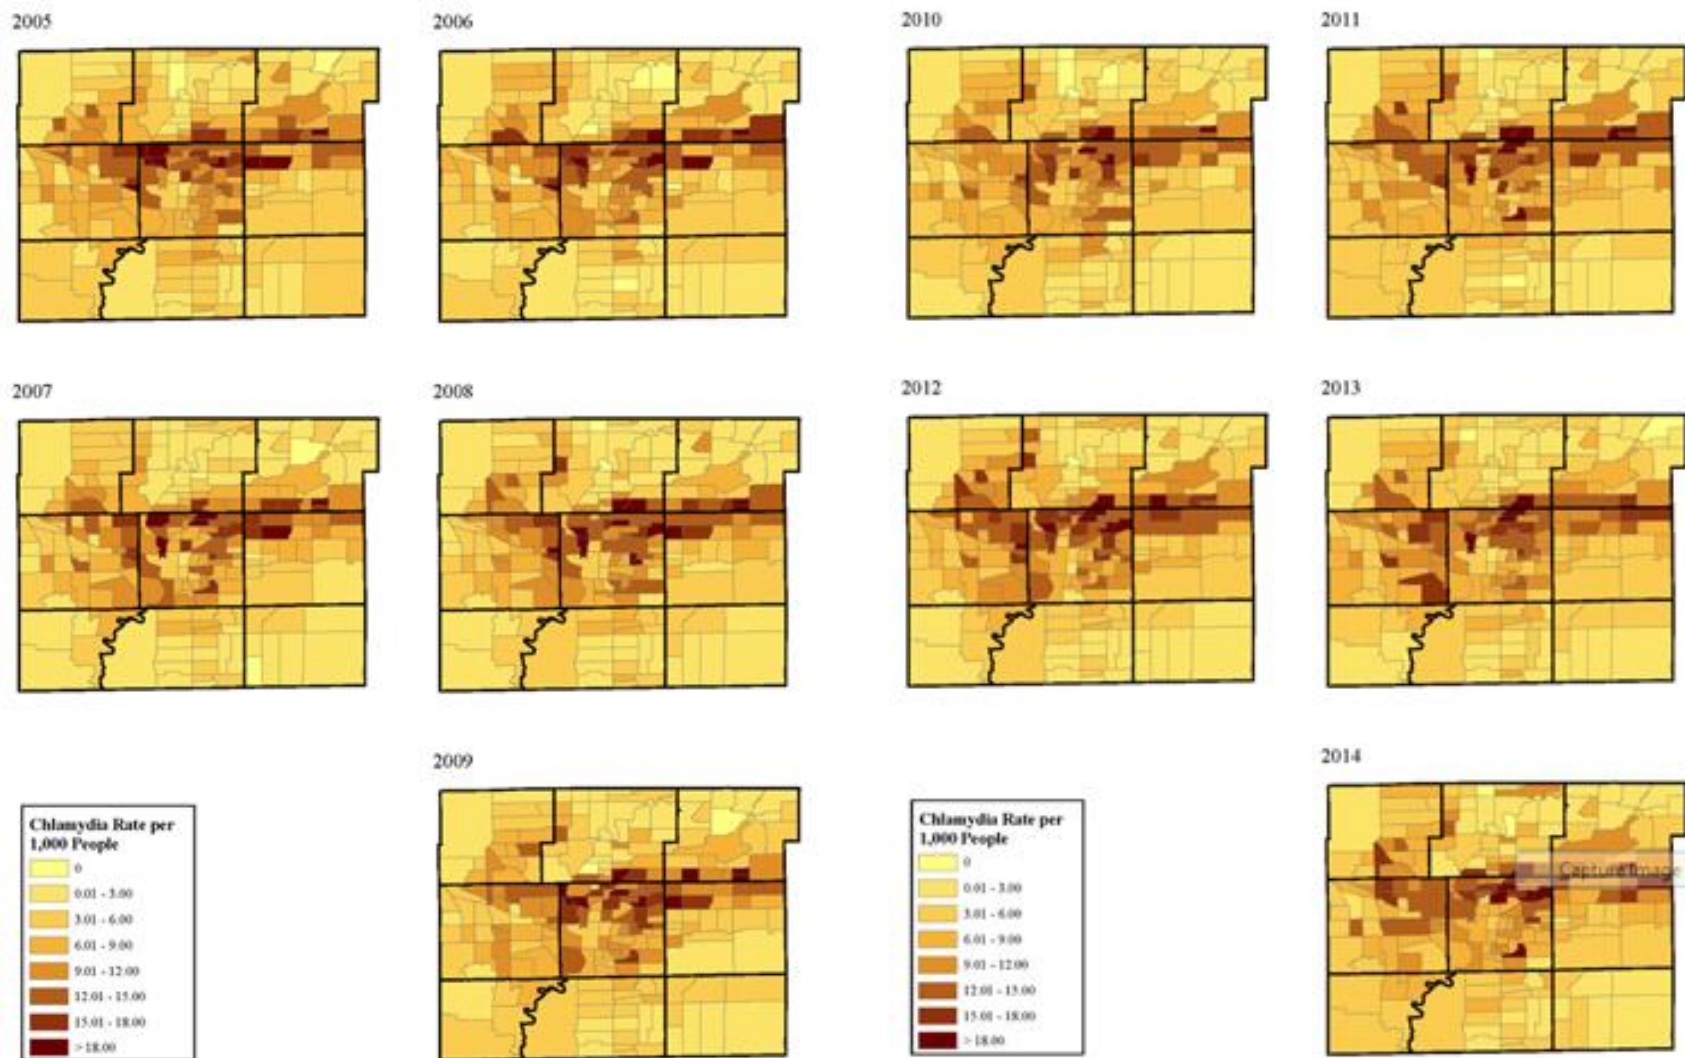 2005
2006
2010
2011
2007
2008
2012
2013
2009
2014
Chlamydia Rate per
1,000 People
0
0.01 - 3.00
3.01 - 6.00
6.01 - 9.00
9.01 - 12.00
12.01 - 15.00
15.01 - 18.00
> 18.00
Chlamydia Rate per
1,000 People
0
0.01 - 3.00
3.01 - 6.00
6.01 - 9.00
9.01 - 12.00
12.01 - 15.00
15.01 - 18.00
> 18.00
Capture Image